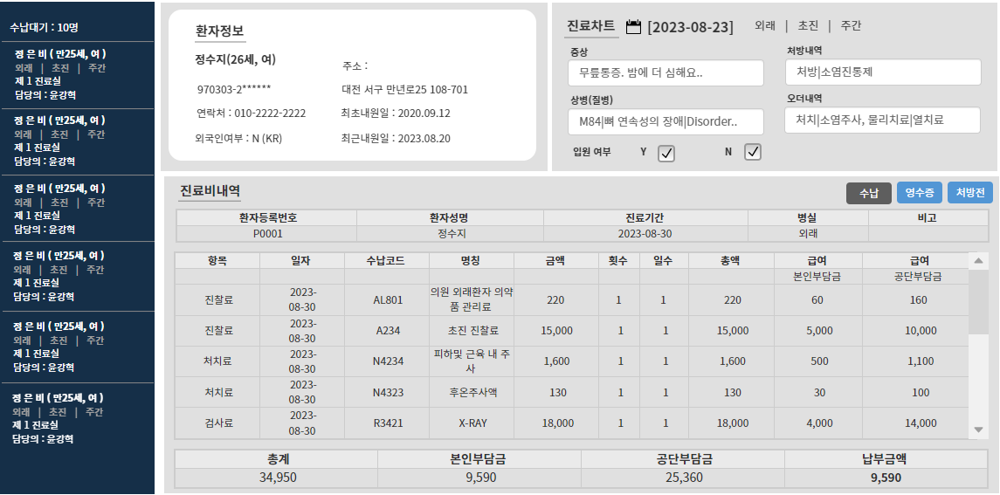 수납대기 : 10명
정 은 비 ( 만25세, 여 )
외래 | 초진 | 주간
제 1 진료실
담당의 : 윤강혁
정 은 비 ( 만25세, 여 )
외래 | 초진 | 주간
제 1 진료실
담당의 : 윤강혁
정 은 비 ( 만25세, 여 )
외래 | 초진 | 주간
제 1 진료실
담당의 : 윤강혁
정 은 비 ( 만25세, 여 )
외래 | 초진 | 주간
제 1 진료실
담당의 : 윤강혁
정 은 비 ( 만25세, 여 )
외래 | 초진 | 주간
제 1 진료실
담당의 : 윤강혁
정 은 비 ( 만25세, 여 )
외래 | 초진 | 주간
제 1 진료실
담당의 : 윤강혁
환자정보
정수지(26세, 여)
주소 :
970303-2****** 대전 서구 만년로25 108-701
연락처 : 010-2222-2222 최초내원일 : 2020.09.12
외국인여부 : N (KR) 최근내원일 : 2023.08.20
진료차트 [2023-08-23] 외래 | 초진 | 주간
증상 처방내역
무릎통증. 밤에 더 심해요.. 처방|소염진통제
상병(질병) 오더내역
M84|뼈 연속성의 장애|Disorder.. 처치|소염주사, 물리치료|열치료
입원 여부 Y N
진료비내역 수납 영수증 처방전
환자등록번호 환자성명 진료기간 병실 비고
P0001 정수지 2023-08-30 외래
항목 일자 수납코드 명칭 금액 횟수 일수 총액 급여 급여
본인부담금 공단부담금
진찰료 2023-08-30 AL801 의원 외래환자 의약품 관리료 220 1 1 220 60 160
진찰료 2023-08-30 A234 초진 진찰료 15,000 1 1 15,000 5,000 10,000
처치료 2023-08-30 N4234 피하및 근육 내 주사 1,600 1 1 1,600 500 1,100
처치료 2023-08-30 N4323 후온주사액 130 1 1 130 30 100
검사료 2023-08-30 R3421 X-RAY 18,000 1 1 18,000 4,000 14,000
총계 본인부담금 공단부담금 납부금액
34,950 9,590 25,360 9,590